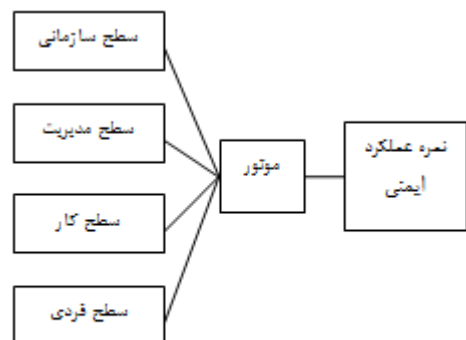 سطح سازمانی
سطح مدیریت
سطح کار
سطح فردی
موتور
نمره عملکرد
ایمنی